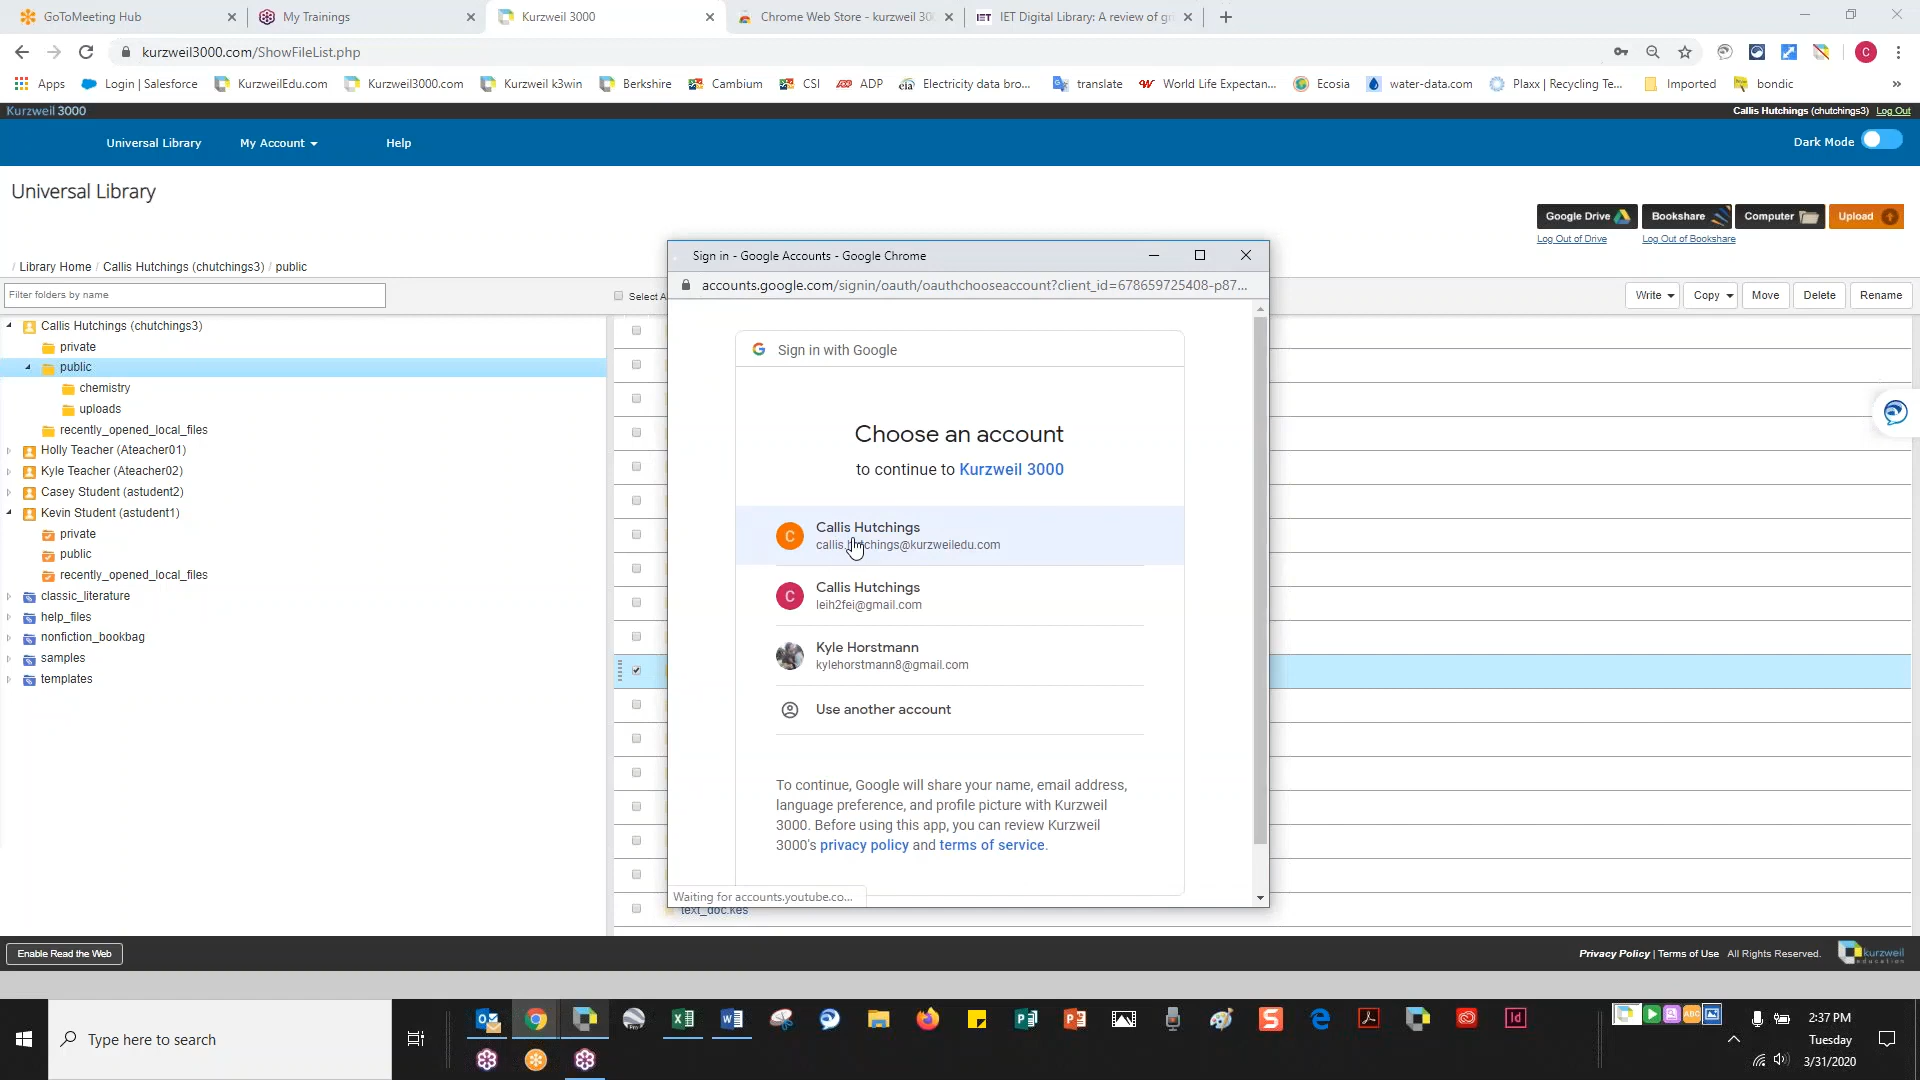 GoToMeeting Hub
My Trainings
Kurzweil 3000
Chrome Web Store - kurzweil 30
IET Digital Library: A review of gr
kurzweil3000.com/ShowFileList.php
C
Apps
Login | Salesforce
KurzweilEdu.com
Kurzweil3000.com
Kurzweil k3win
Berkshire
Cambium
CSI
ADP
Electricity data bro...
translate
World Life Expectan...
Ecosia
water-data.com
Plaxx | Recycling Te...
Imported
bondic
»
Kurzweil 3000
Callis Hutchings (chutchings3)
Log Out
Universal Library
My Account
Help
Dark Mode
Universal Library
Google Drive
Bookshare
Computer
Upload
Log Out of Drive
Log Out of Bookshare
/ Library Home / Callis Hutchings (chutchings3) / public
Filter folders by name
Select A
Write
Copy
Move
Delete
Rename
Callis Hutchings (chutchings3)
private
public
chemistry
uploads
recently_opened_local_files
Holly Teacher (Ateacher01)
Kyle Teacher (Ateacher02)
Casey Student (astudent2)
Kevin Student (astudent1)
private
public
recently_opened_local_files
classic_literature
help_files
nonfiction_bookbag
samples
templates
Sign in - Google Accounts - Google Chrome
accounts.google.com/signin/oauth/oauthchooseaccount?client_id=678659725408-p87...
Sign in with Google
Choose an account
to continue to Kurzweil 3000
C
Callis Hutchings
callis.hutchings@kurzweiledu.com
C
Callis Hutchings
leih2fei@gmail.com
Kyle Horstmann
kylehorstmann8@gmail.com
Use another account
To continue, Google will share your name, email address,
language preference, and profile picture with Kurzweil
3000. Before using this app, you can review Kurzweil
3000's privacy policy and terms of service.
Waiting for accounts.youtube.co...
text_doc.kes
Enable Read the Web
Privacy Policy | Terms of Use All Rights Reserved.
kurzweil
education
Type here to search
2:37 PM
Tuesday
3/31/2020